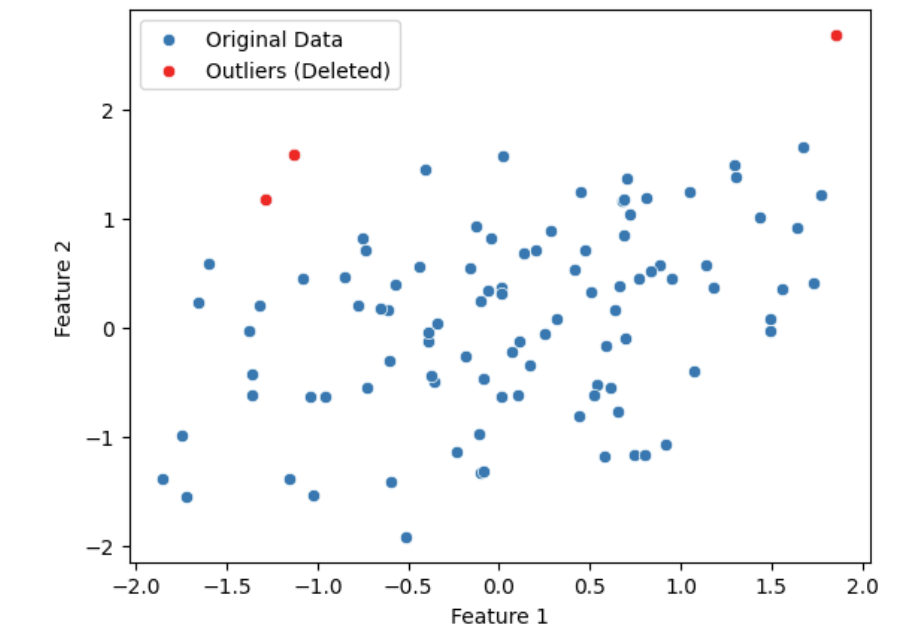 Original Data
Outliers (Deleted)
2
1
0
−1
−2
Feature 2
−2.0 −1.5 −1.0 −0.5 0.0 0.5 1.0 1.5 2.0
Feature 1